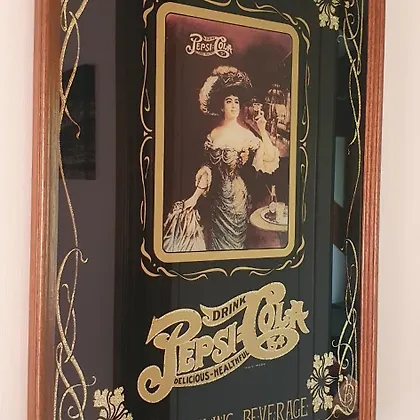 PEPSI-COLA
DRINK
PEPSI-COLA
DELICIOUS-HEALTHFUL
BEVERAGE